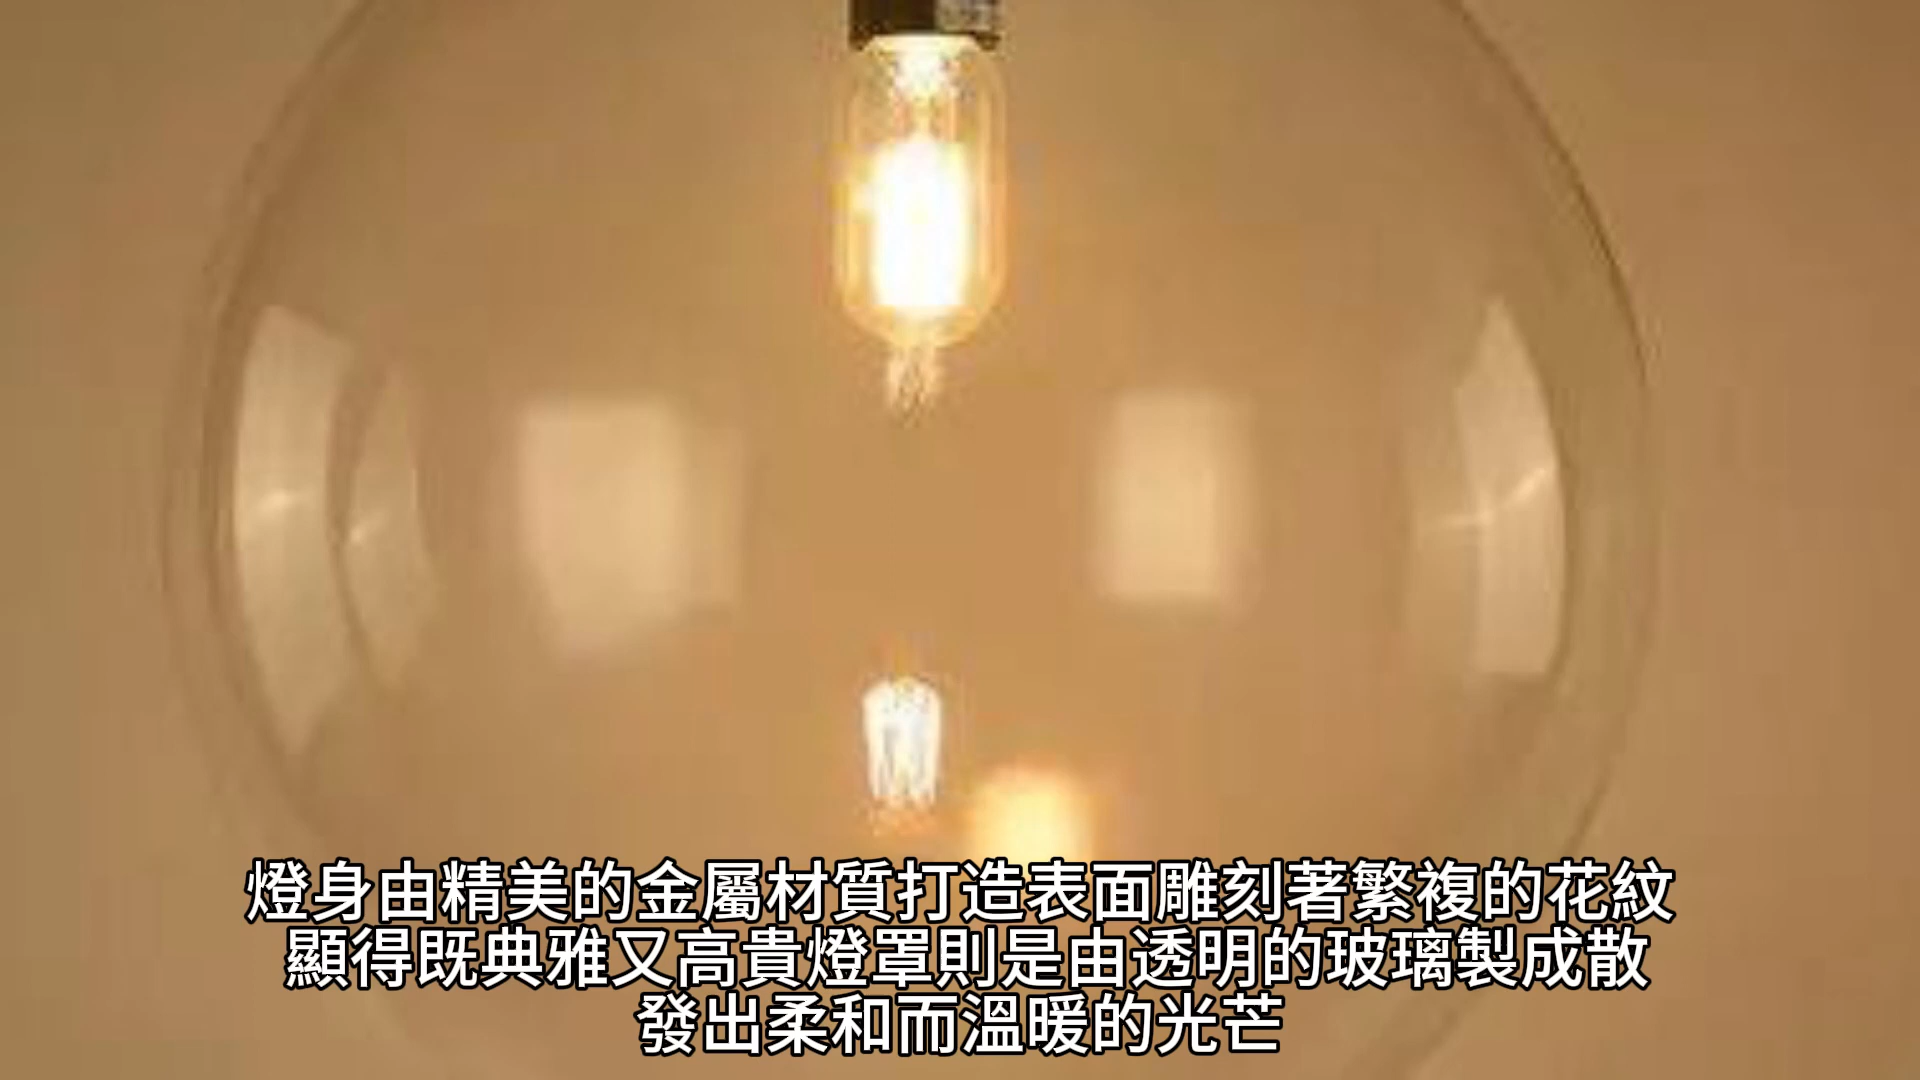 燈身由精美的金屬材質打造表面雕刻著繁複的花紋
顯得既典雅又高貴燈罩則是由透明的玻璃製成散
發出柔和而溫暖的光芒